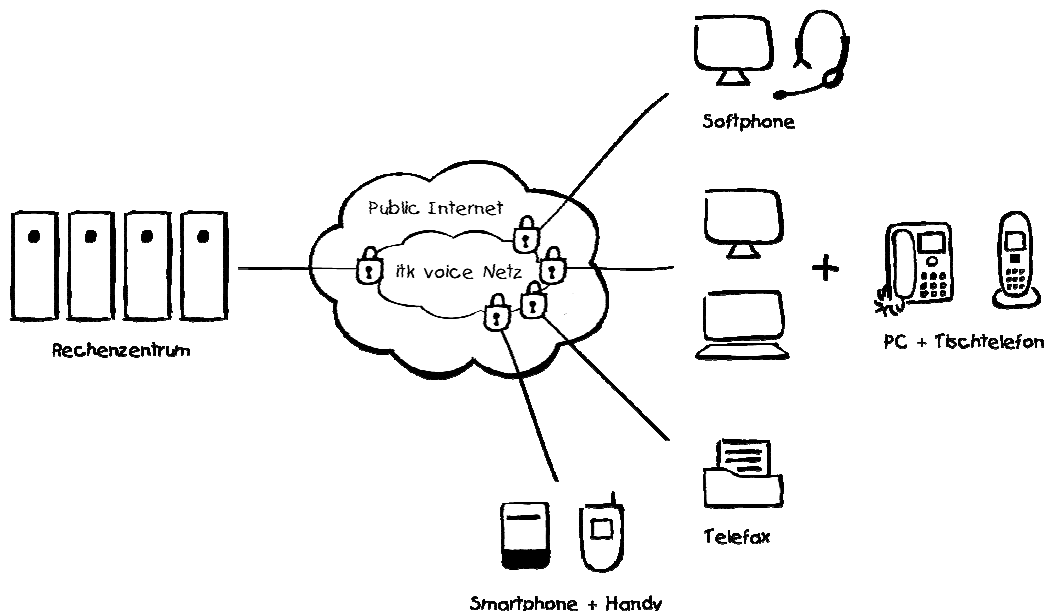 Softphone
Public Internet
itk voice Netz
Rechenzentrum
+
PC + Tischtelefon
Telefax
Smartphone + Handy